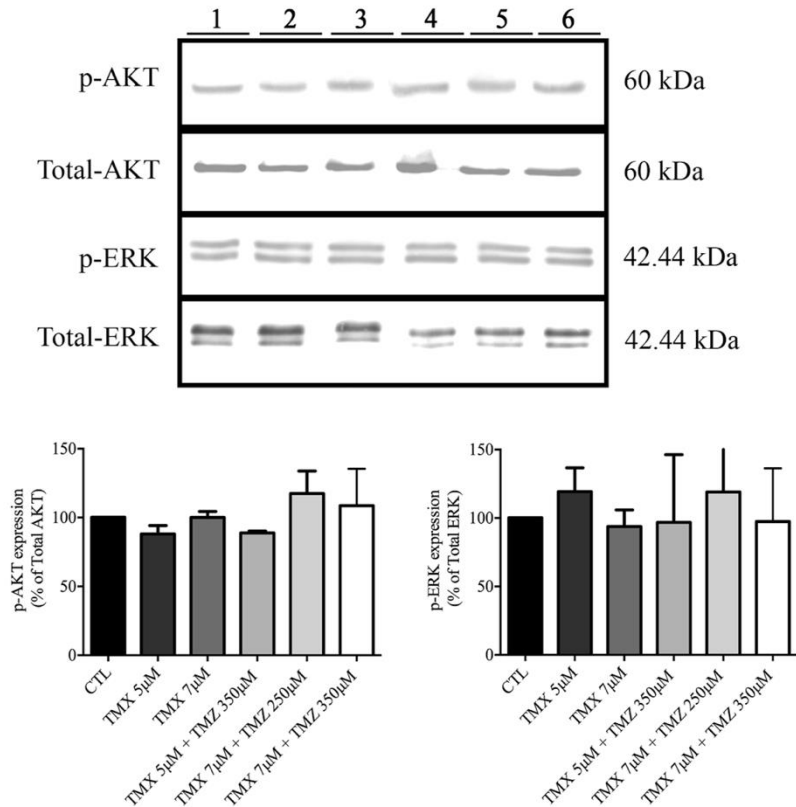 1 2 3 4 5 6
p-AKT 60 kDa
Total-AKT 60 kDa
p-ERK 42.44 kDa
Total-ERK 42.44 kDa
p-AKT expression
(% of Total AKT)
150
100
50
0
CTL
TMX 5µM
TMX 7µM
TMX 5µM + TMZ 350µM
TMX 7µM + TMZ 250µM
TMX 7µM + TMZ 350µM
p-ERK expression
(% of Total ERK)
150
100
50
0
CTL
TMX 5µM
TMX 7µM
TMX 5µM + TMZ 350µM
TMX 7µM + TMZ 250µM
TMX 7µM + TMZ 350µM